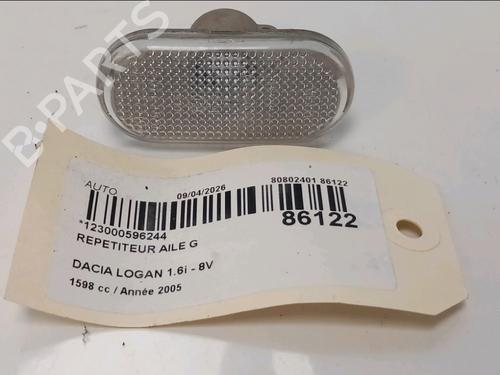 B-PARTS
AUTO
09/04/2026
80802401 86122
*123000596244
86122
REPETITEUR AILE G
DACIA LOGAN 1.6i - 8V
1598 cc / Année 2005